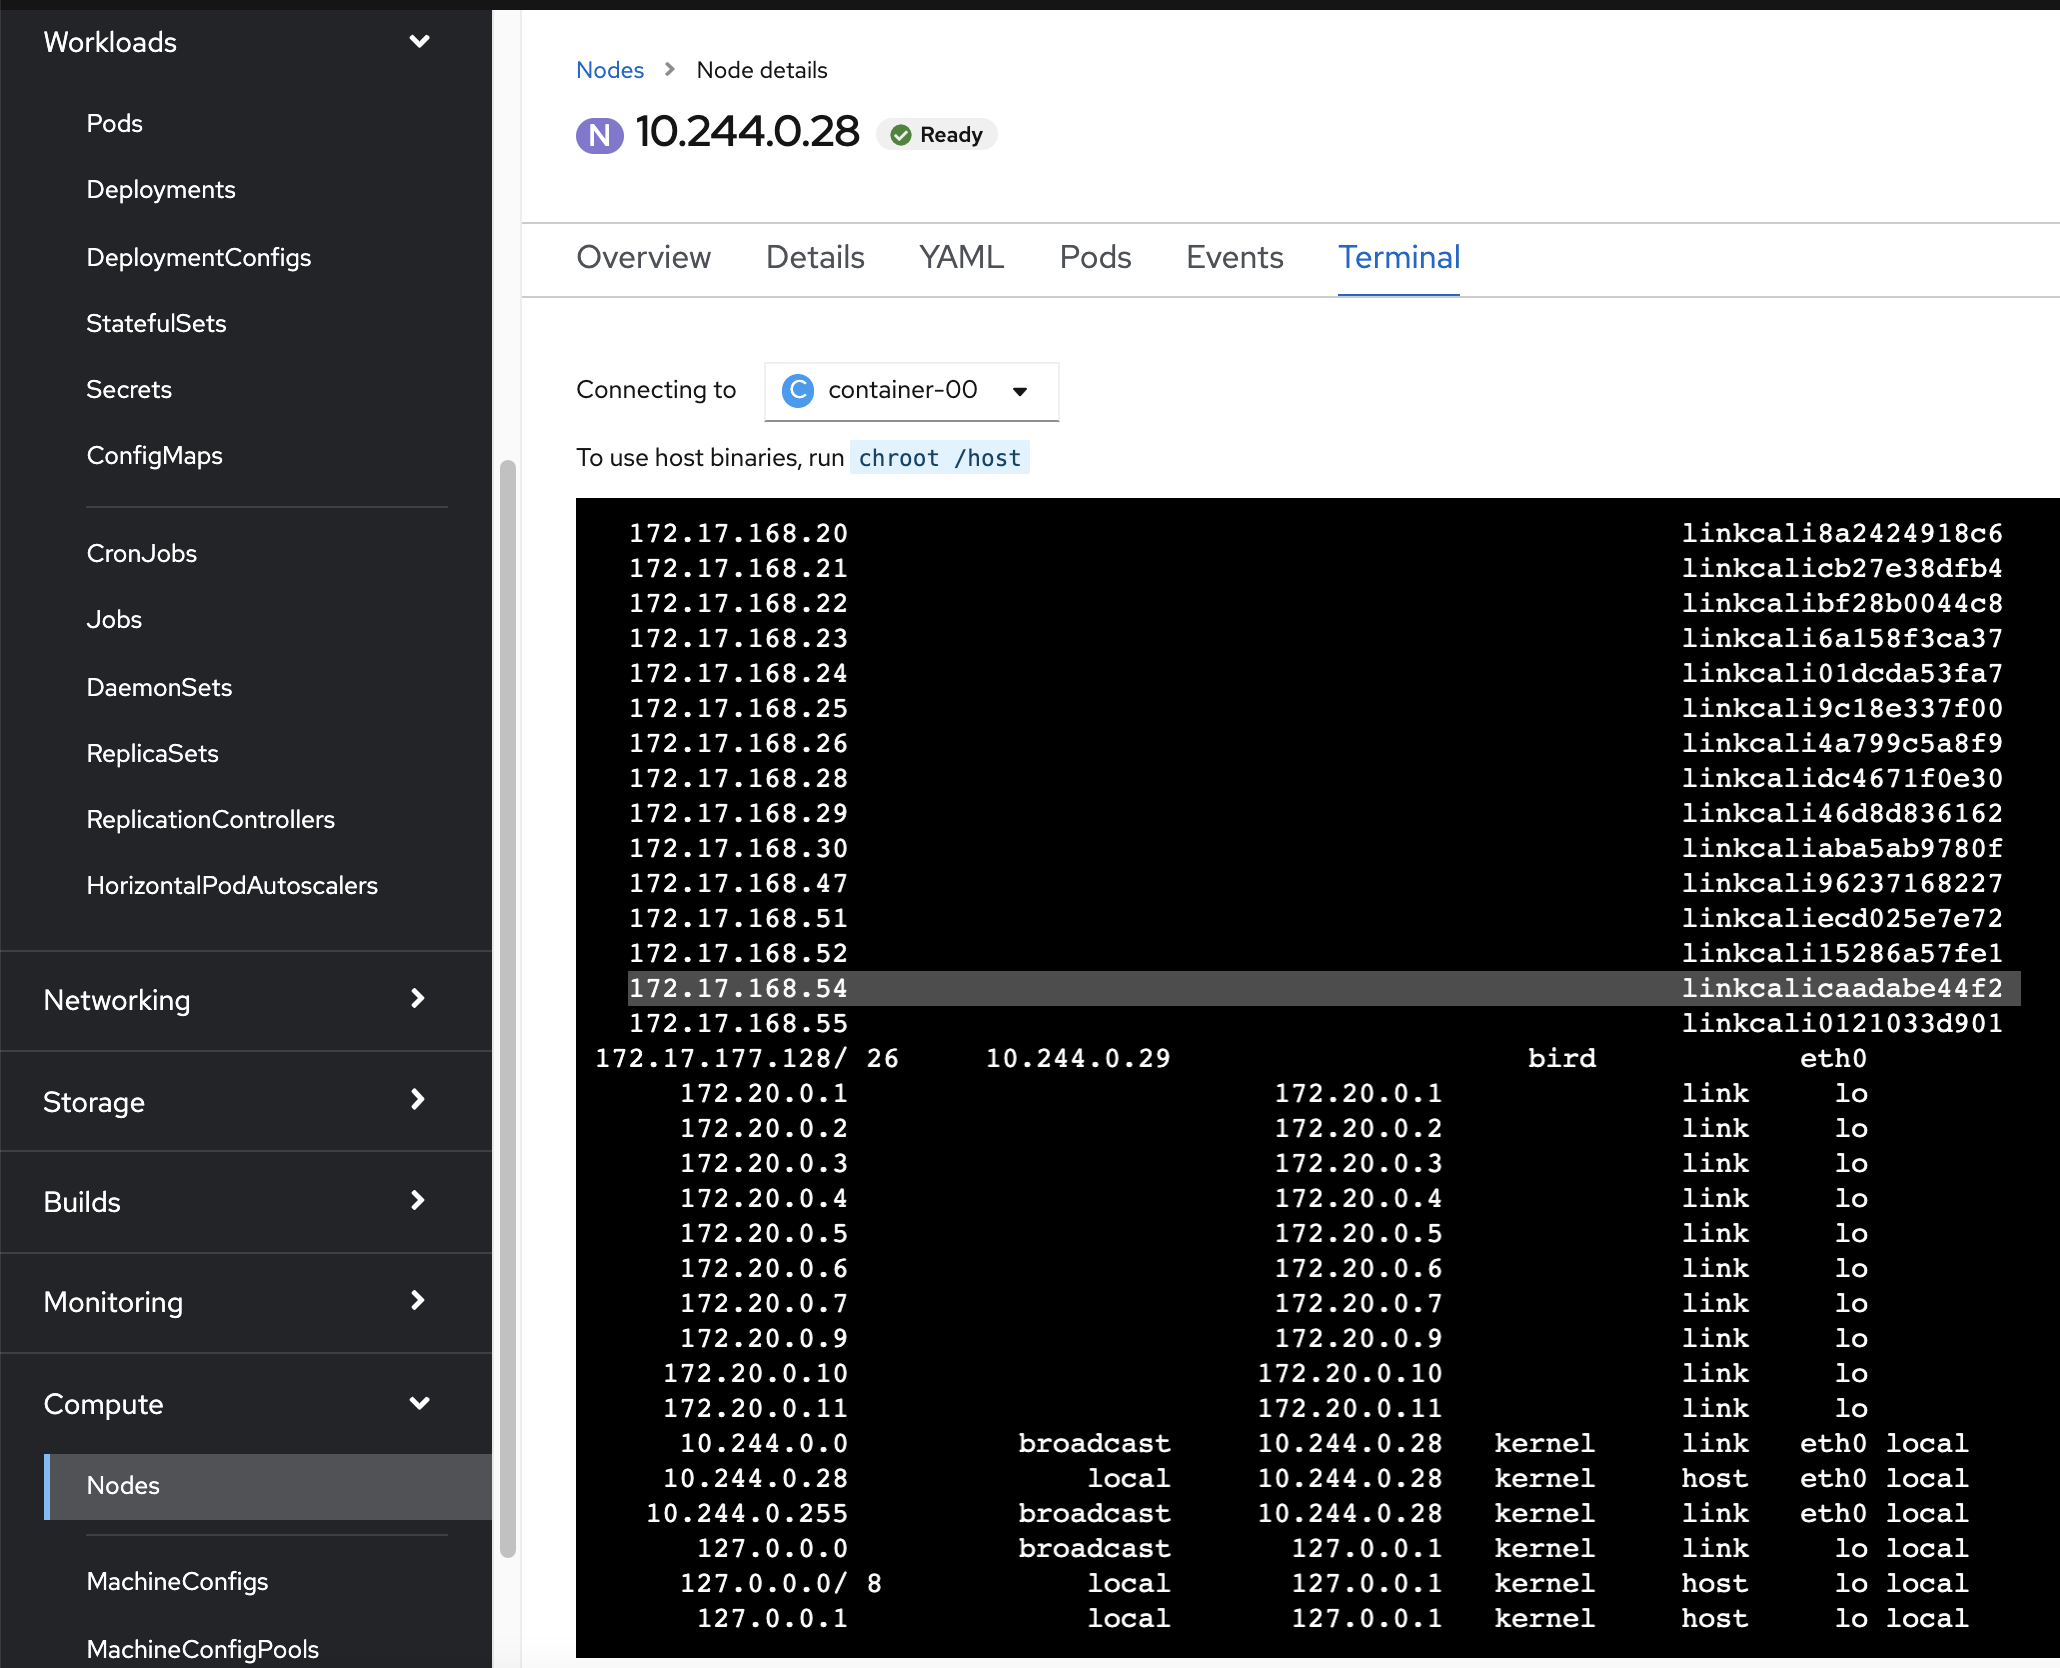 Workloads
Pods
Deployments
DeploymentConfigs
StatefulSets
Secrets
ConfigMaps
CronJobs
Jobs
DaemonSets
ReplicaSets
ReplicationControllers
HorizontalPodAutoscalers
Networking
Storage
Builds
Monitoring
Compute
Nodes
MachineConfigs
MachineConfigPools
Nodes > Node details
N 10.244.0.28 Ready
Overview Details YAML Pods Events Terminal
Connecting to C container-00
To use host binaries, run chroot /host
172.17.168.20 linkcali8a2424918c6
172.17.168.21 linkcalicb27e38dfb4
172.17.168.22 linkcalibf28b0044c8
172.17.168.23 linkcali6a158f3ca37
172.17.168.24 linkcali01dcda53fa7
172.17.168.25 linkcali9c18e337f00
172.17.168.26 linkcali4a799c5a8f9
172.17.168.28 linkcalidc4671f0e30
172.17.168.29 linkcali46d8d836162
172.17.168.30 linkcaliaba5ab9780f
172.17.168.47 linkcali96237168227
172.17.168.51 linkcaliecd025e7e72
172.17.168.52 linkcali15286a57fe1
172.17.168.54 linkcalicaadabe44f2
172.17.168.55 linkcali0121033d901
172.17.177.128/ 26 10.244.0.29 bird eth0
172.20.0.1 172.20.0.1 link lo
172.20.0.2 172.20.0.2 link lo
172.20.0.3 172.20.0.3 link lo
172.20.0.4 172.20.0.4 link lo
172.20.0.5 172.20.0.5 link lo
172.20.0.6 172.20.0.6 link lo
172.20.0.7 172.20.0.7 link lo
172.20.0.9 172.20.0.9 link lo
172.20.0.10 172.20.0.10 link lo
172.20.0.11 172.20.0.11 link lo
10.244.0.0 broadcast 10.244.0.28 kernel link eth0 local
10.244.0.28 local 10.244.0.28 kernel host eth0 local
10.244.0.255 broadcast 10.244.0.28 kernel link eth0 local
127.0.0.0 broadcast 127.0.0.1 kernel link lo local
127.0.0.0/ 8 local 127.0.0.1 kernel host lo local
127.0.0.1 local 127.0.0.1 kernel host lo local